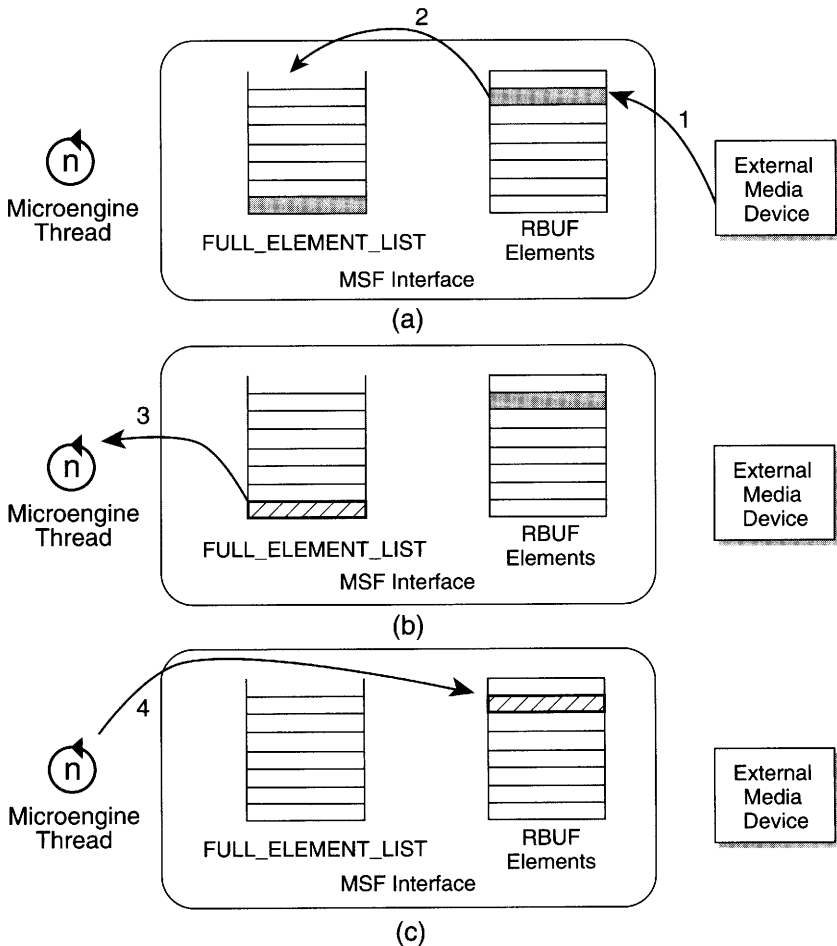 2
1
n
Microengine
Thread
FULL_ELEMENT_LIST
RBUF
Elements
MSF Interface
External
Media
Device
(a)
3
n
Microengine
Thread
FULL_ELEMENT_LIST
RBUF
Elements
MSF Interface
External
Media
Device
(b)
4
n
Microengine
Thread
FULL_ELEMENT_LIST
RBUF
Elements
MSF Interface
External
Media
Device
(c)